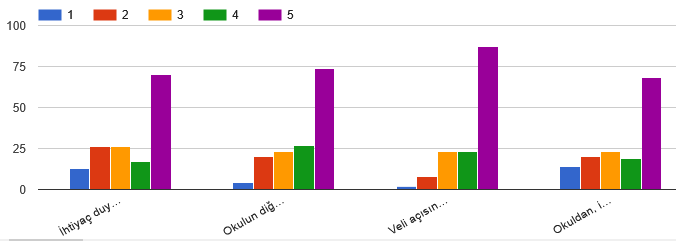 1 2 3 4 5
100
75
50
25
0
İhtiyaç duy...
Okulun diğ...
Veli açısın...
Okuldan, i...